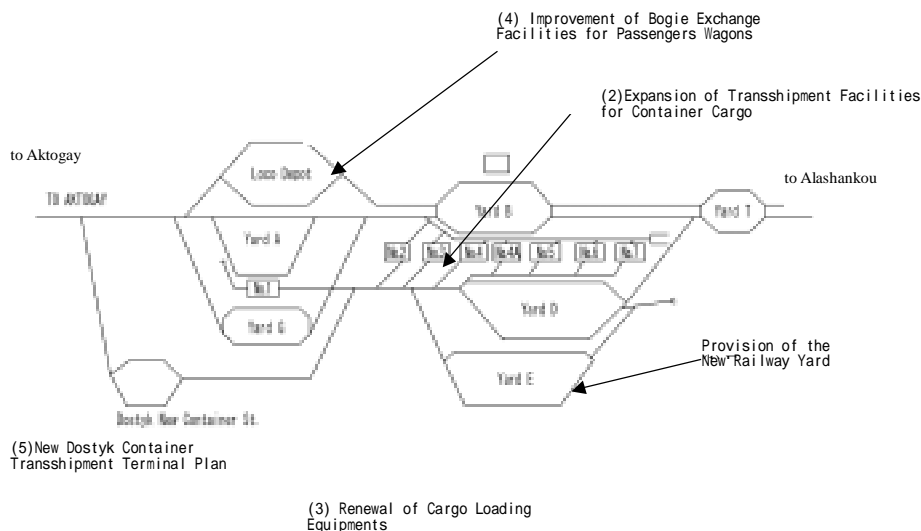 (4) Improvement of Bogie Exchange
Facilities for Passengers Wagons
(2)Expansion of Transshipment Facilities
for Container Cargo
to Aktogay
to Alashankou
TO AKTOGAY
Loco Depot
Yard B
Yard T
Yard A
No.2
No.3
No.4
No.4A
No.5
No.6
No.7
No.1
Yard G
Yard D
Yard E
Provision of the
New Railway Yard
Dostyk New Container St.
(5)New Dostyk Container
Transshipment Terminal Plan
(3) Renewal of Cargo Loading
Equipments